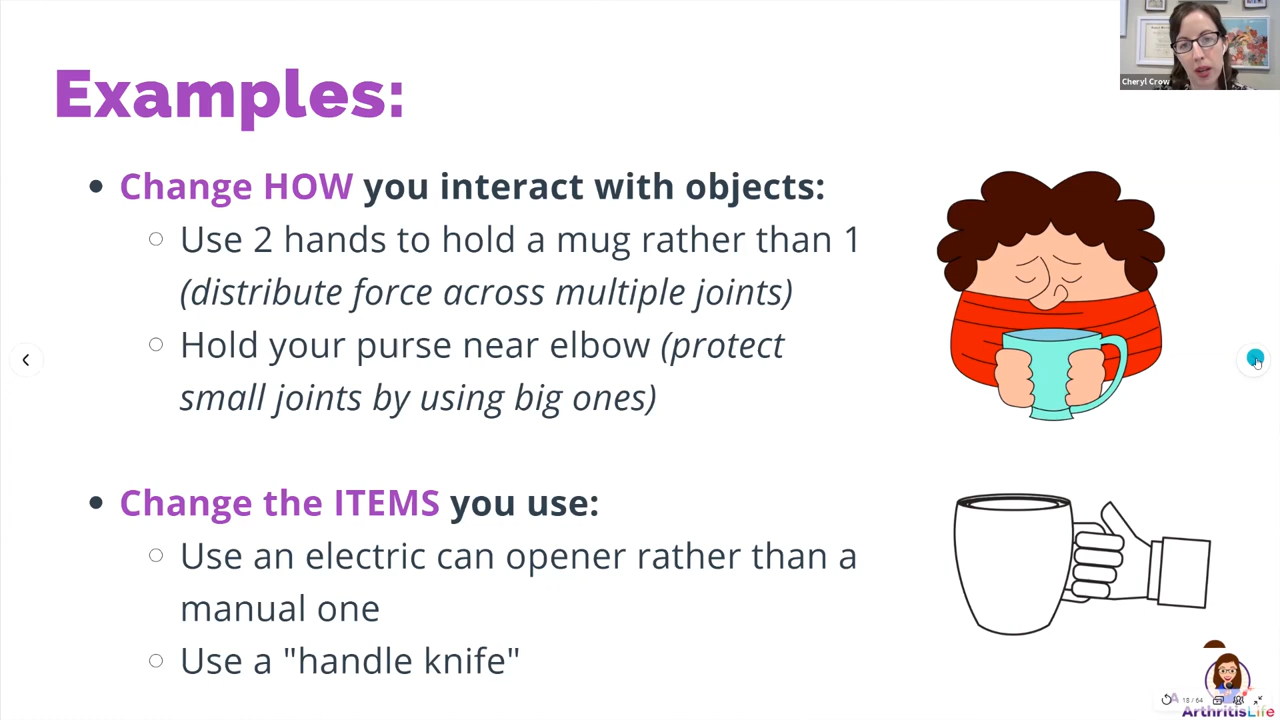 Cheryl Crow
Examples:
Change HOW you interact with objects:
Use 2 hands to hold a mug rather than 1
(distribute force across multiple joints)
Hold your purse near elbow (protect
small joints by using big ones)
Change the ITEMS you use:
Use an electric can opener rather than a
manual one
Use a "handle knife"
18 / 64
ArthritisLife